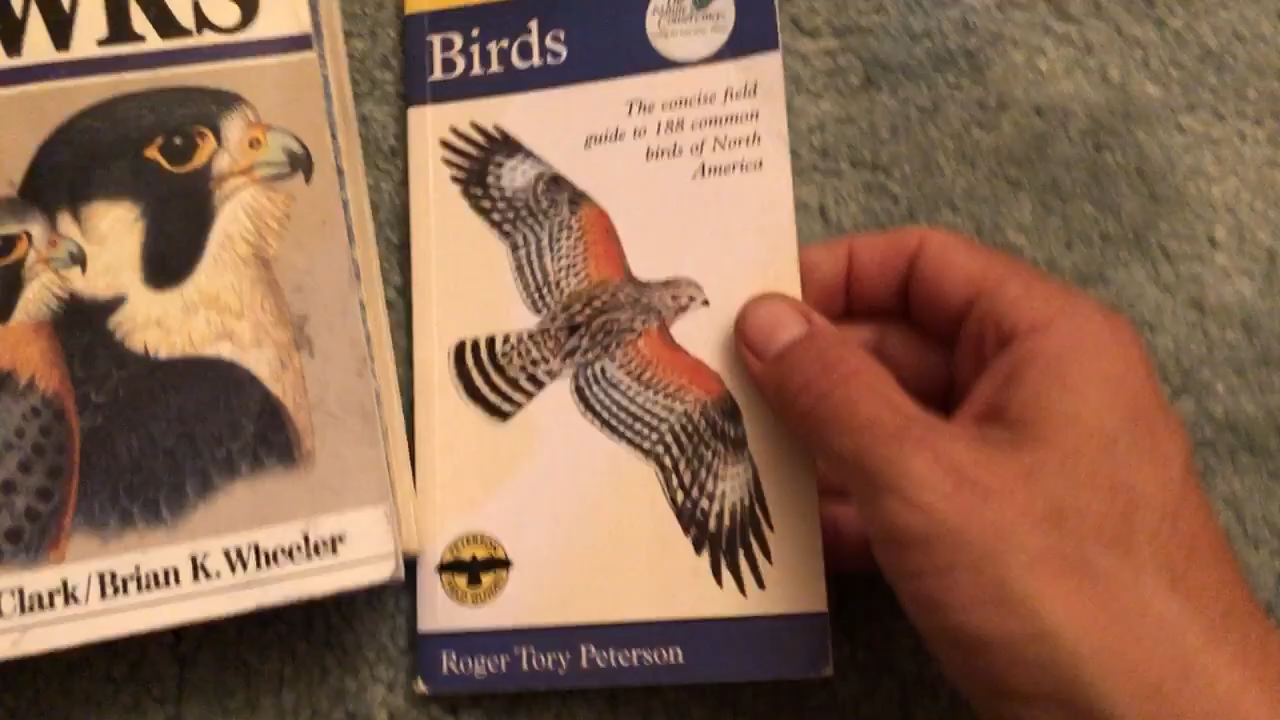 WKS
Clark/Brian K. Wheeler
Birds
The concise field
guide to 188 common
birds of North
America
PETERSON
Roger Tory Peterson